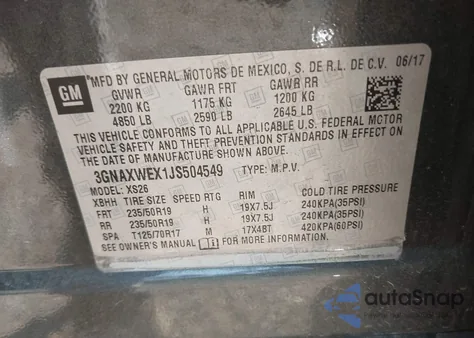 GM
MFD BY GENERAL MOTORS DE MEXICO, S. DE R.L. DE C.V. 06/17
GVWR GAWR FRT GAWR RR
2200 KG 1175 KG 1200 KG
4850 LB 2590 LB 2645 LB
THIS VEHICLE CONFORMS TO ALL APPLICABLE U.S. FEDERAL MOTOR
VEHICLE SAFETY AND THEFT PREVENTION STANDARDS IN EFFECT
ON THE DATE OF MANUFACTURE SHOWN ABOVE.
3GNAXWEX1JS504549 TYPE: M.P.V.
MODEL: XS26
XBHH TIRE SIZE SPEED RTG RIM COLD TIRE PRESSURE
FRT 235/50R19 H 19X7.5J 240KPA(35PSI)
RR 235/50R19 H 19X7.5J 240KPA(35PSI)
SPA T125/70R17 M 17X4BT 420KPA(60PSI)
SEE OWNER'S MANUAL FOR MORE INFORMATION.
autoSnap